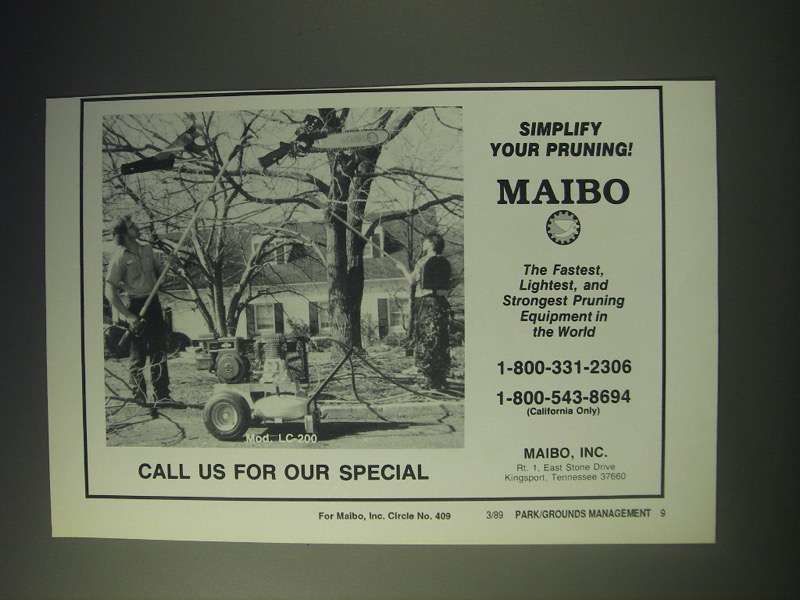 SIMPLIFY
YOUR PRUNING!
MAIBO
The Fastest,
Lightest, and
Strongest Pruning
Equipment in
the World
1-800-331-2306
1-800-543-8694
(California Only)
MAIBO, INC.
Rt. 1, East Stone Drive
Kingsport, Tennessee 37660
Mod. LC-200
CALL US FOR OUR SPECIAL
For Maibo, Inc. Circle No. 409
3/89 PARK/GROUNDS MANAGEMENT 9